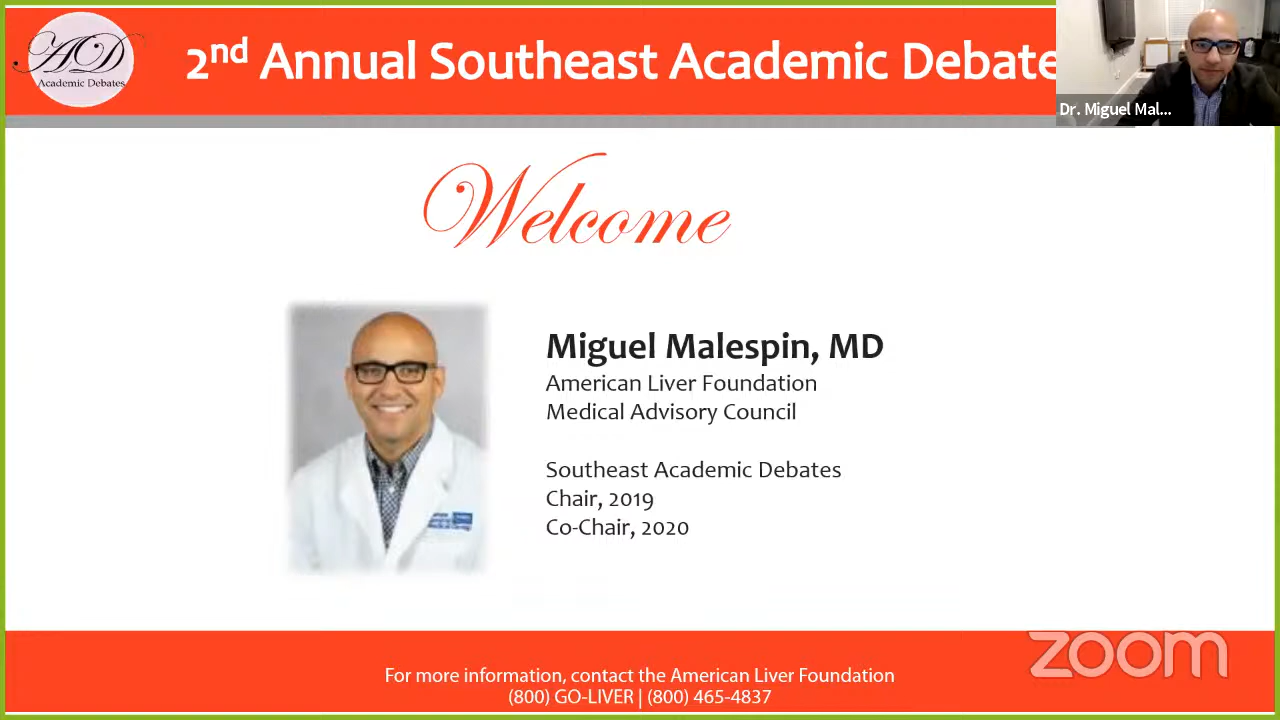 AD
Academic Debates
2nd Annual Southeast Academic Debate
Dr. Miguel Mal...
Welcome
Miguel Malespin, MD
American Liver Foundation
Medical Advisory Council
Southeast Academic Debates
Chair, 2019
Co-Chair, 2020
zoom
For more information, contact the American Liver Foundation
(800) GO-LIVER | (800) 465-4837